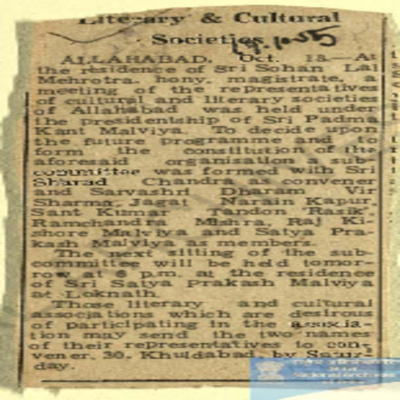 Literary & Cultural
Societies
ALLAHABAD, Oct. 13—At
the residence of Sri Sohan Lal
Mehrotra, hony. magistrate, a
meeting of the representatives
of cultural and literary societies
of Allahabad was held under
the presidentship of Sri Padma
Kant Malviya. To decide upon
the future programme and to
form the constitution of the
aforesaid organisation a sub-
committee was formed with Sri
Sharad Chandra as convener
and Sarvashri Dharam Vir
Sharma, Jagat Narain Kapur,
Sant Kumar Tandon Rasik,
Ramchandra Mishra, Raj Ki-
shore Malviya and Satya Pra-
kash Malviya as members.
The next sitting of the sub-
committee will be held tomor-
row at 6 p.m. at the residence
of Sri Satya Prakash Malviya
at Loknath.
Those literary and cultural
associations which are desirous
of participating in the associa-
tion may send the two names
of their representatives to con-
vener, 30, Khuldabad, by Satur-
day.